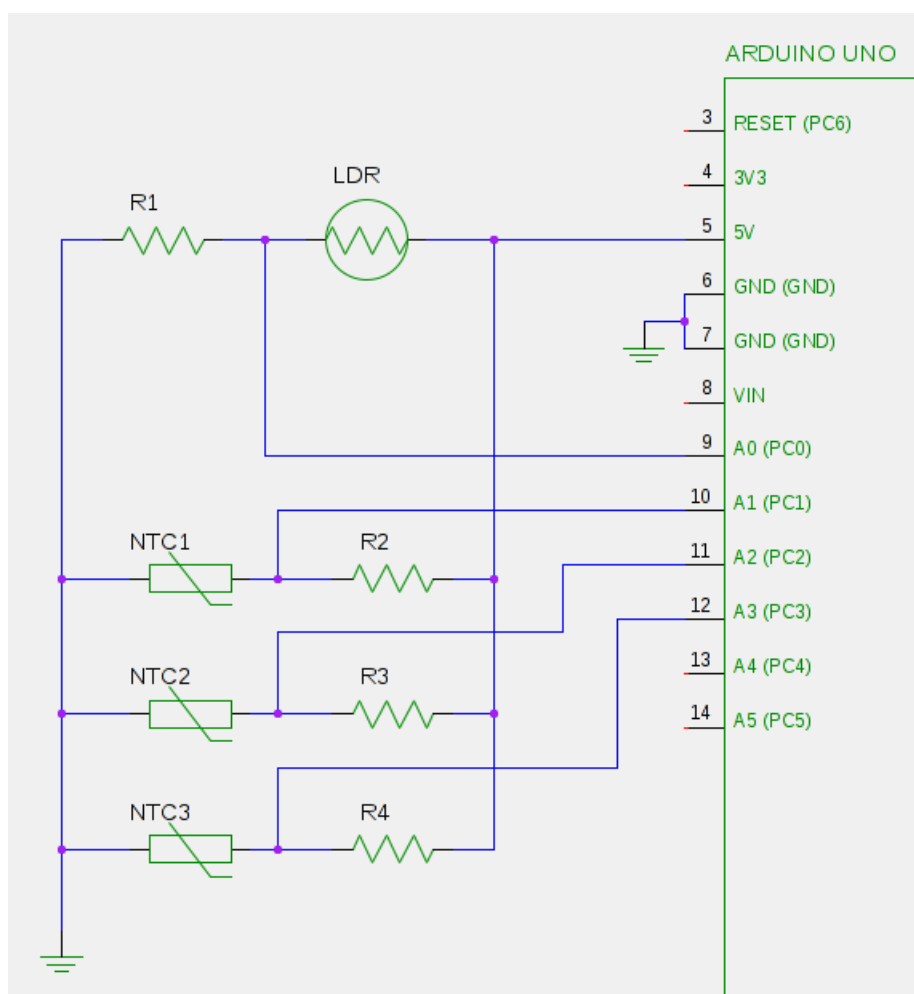 ARDUINO UNO
3 RESET (PC6)
4 3V3
LDR
R1
5 5V
6 GND (GND)
7 GND (GND)
8 VIN
9 A0 (PC0)
10 A1 (PC1)
NTC1 R2
11 A2 (PC2)
12 A3 (PC3)
13 A4 (PC4)
NTC2 R3
14 A5 (PC5)
NTC3 R4